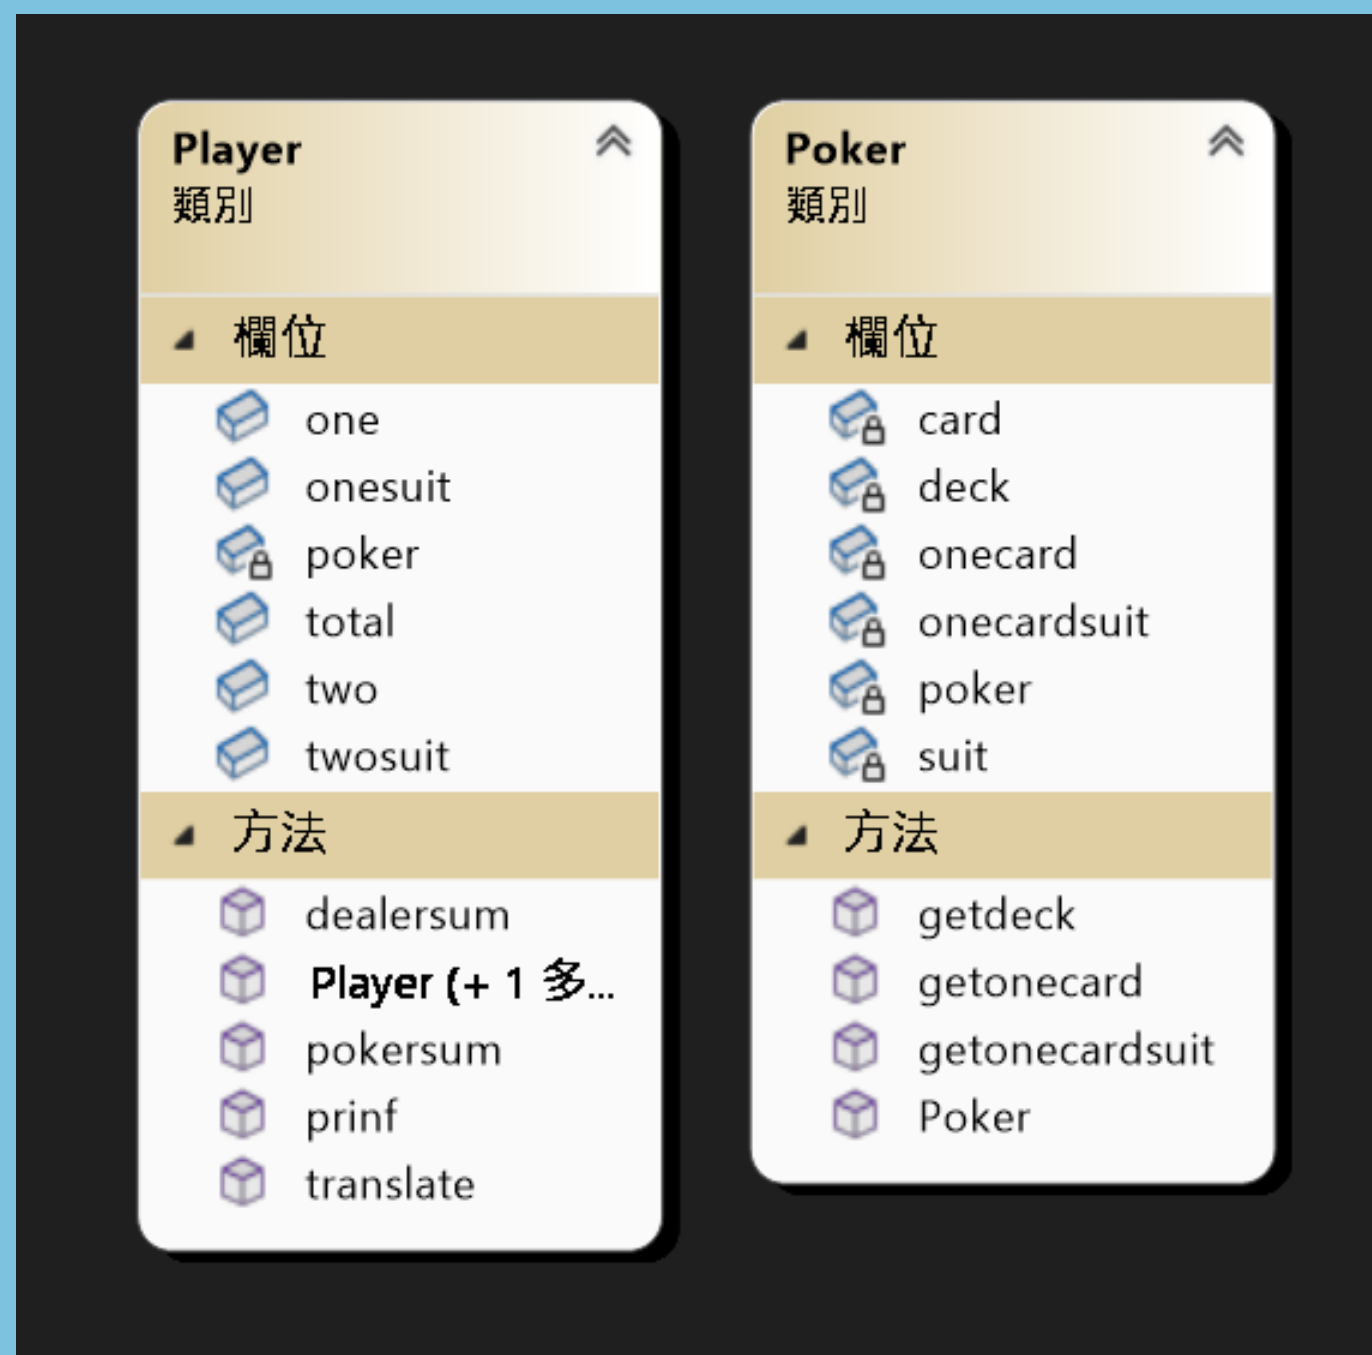 Player
類別
欄位
one
onesuit
poker
total
two
twosuit
方法
dealersum
Player (+ 1 多...
pokersum
prinf
translate
Poker
類別
欄位
card
deck
onecard
onecardsuit
poker
suit
方法
getdeck
getonecard
getonecardsuit
Poker